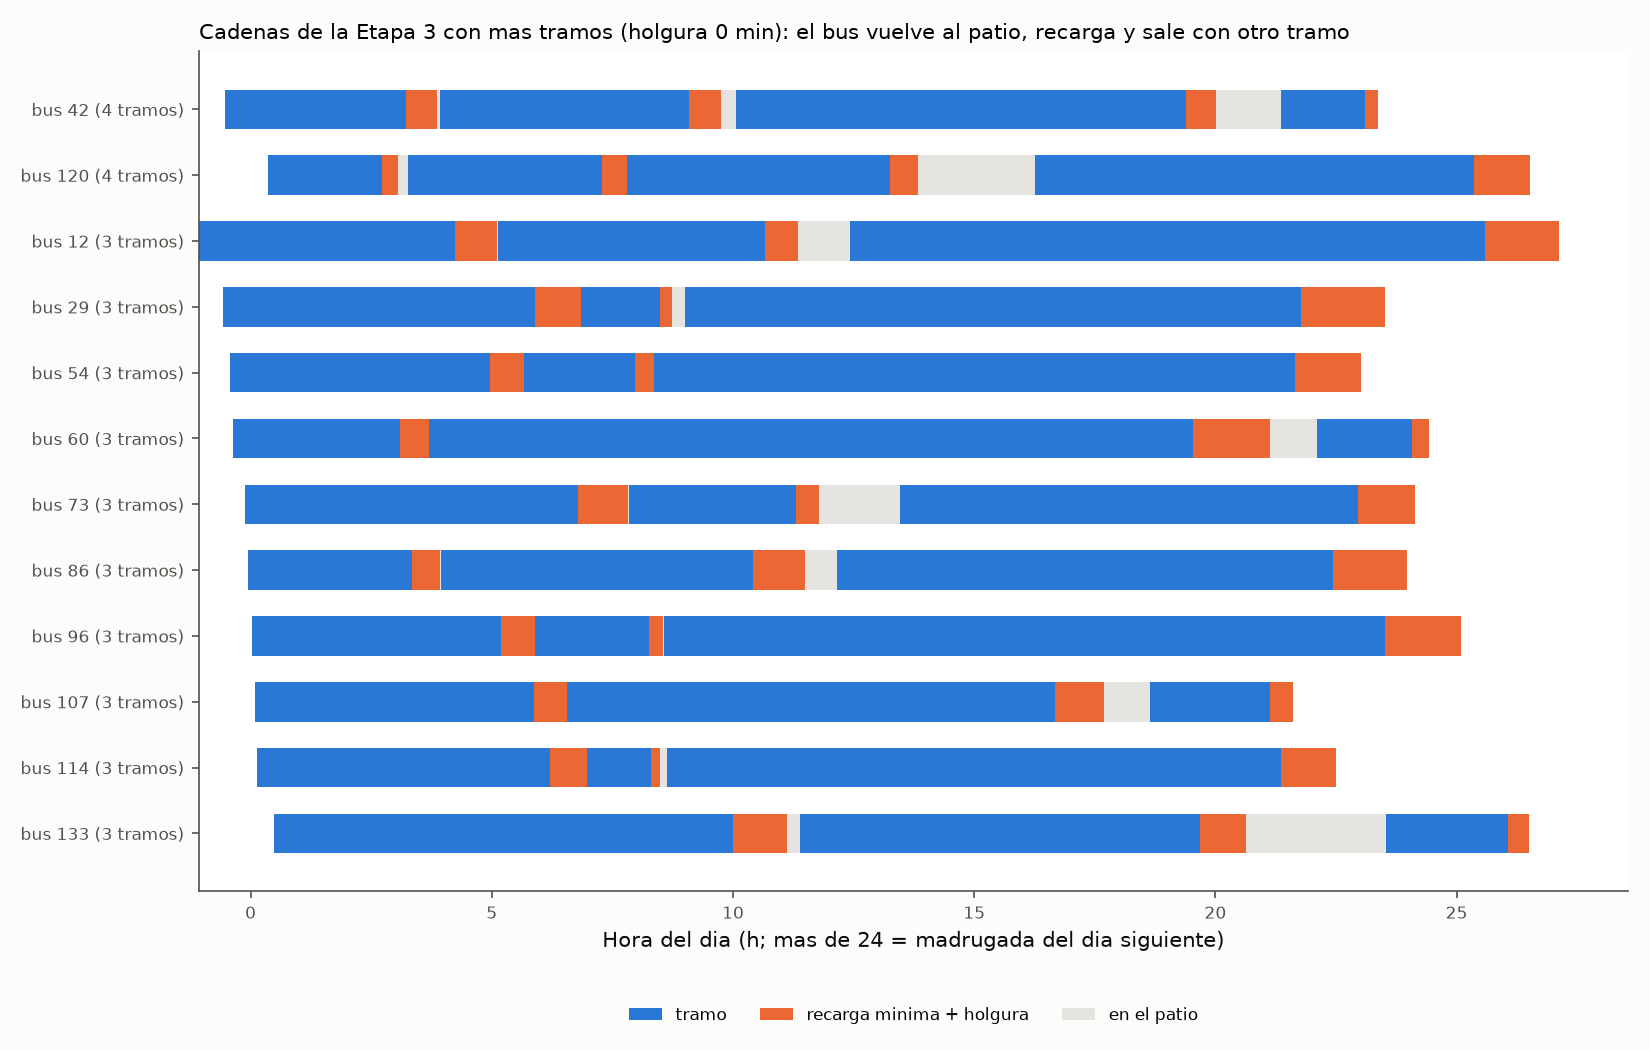 Cadenas de la Etapa 3 con mas tramos (holgura 0 min): el bus vuelve al patio, recarga y sale con otro tramo
bus 42 (4 tramos)
bus 120 (4 tramos)
bus 12 (3 tramos)
bus 29 (3 tramos)
bus 54 (3 tramos)
bus 60 (3 tramos)
bus 73 (3 tramos)
bus 86 (3 tramos)
bus 96 (3 tramos)
bus 107 (3 tramos)
bus 114 (3 tramos)
bus 133 (3 tramos)
0 5 10 15 20 25
Hora del dia (h; mas de 24 = madrugada del dia siguiente)
tramo recarga minima + holgura en el patio